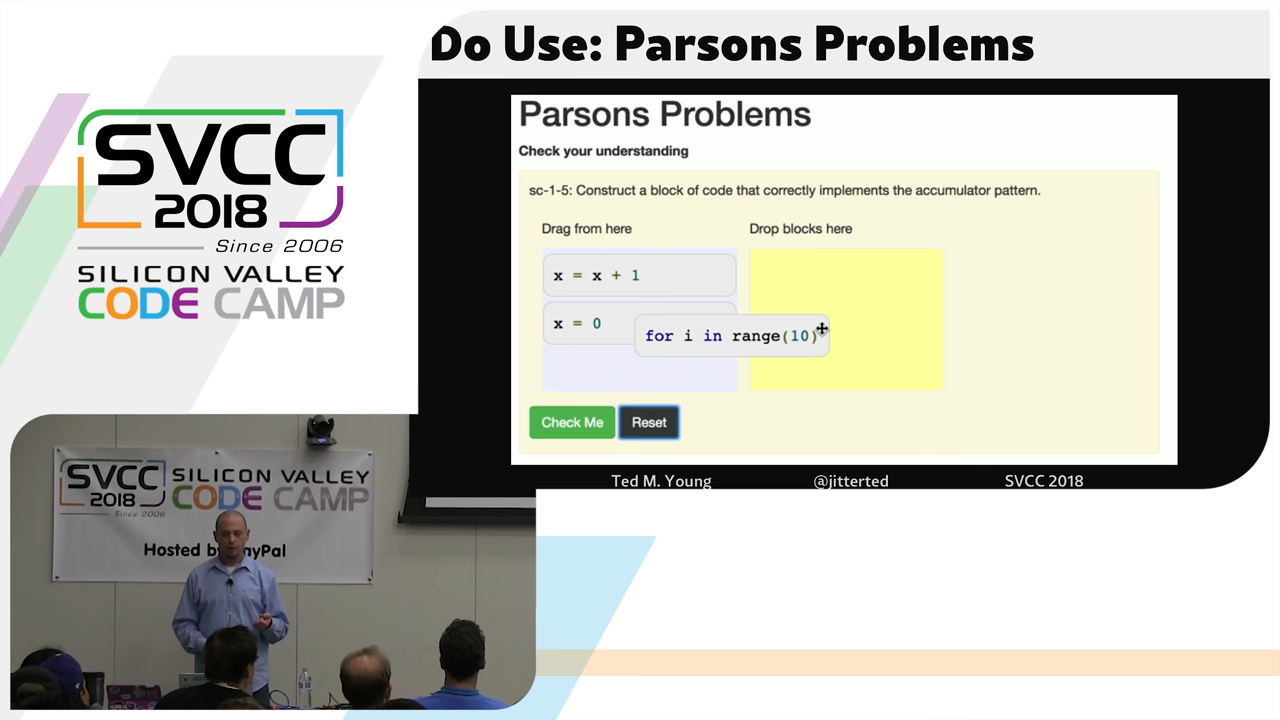 Do Use: Parsons Problems
Parsons Problems
Check your understanding
sc-1-5: Construct a block of code that correctly implements the accumulator pattern.
Drag from here
Drop blocks here
x = x + 1
x = 0
for i in range(10)
Check Me
Reset
Ted M. Young
@jitterted
SVCC 2018
SVCC
2018
Since 2006
SILICON VALLEY
CODE CAMP
SVCC
2018
Since 2006
SILICON VALLEY
CODE CAMP
Hosted by PayPal